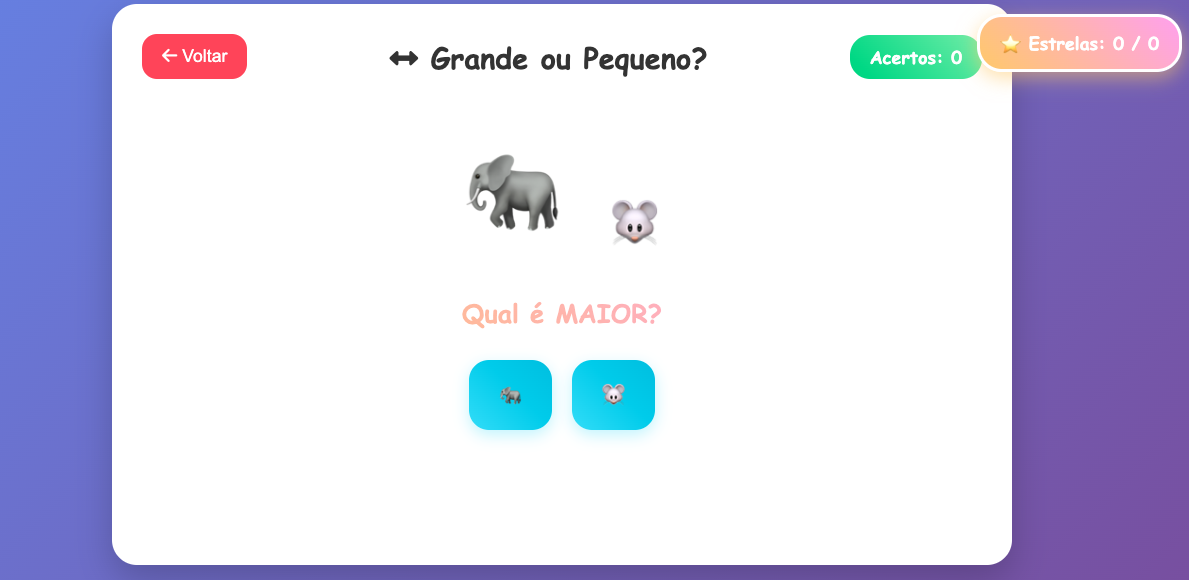 ← Voltar
↔ Grande ou Pequeno?
Acertos: 0
⭐ Estrelas: 0 / 0
Qual é MAIOR?